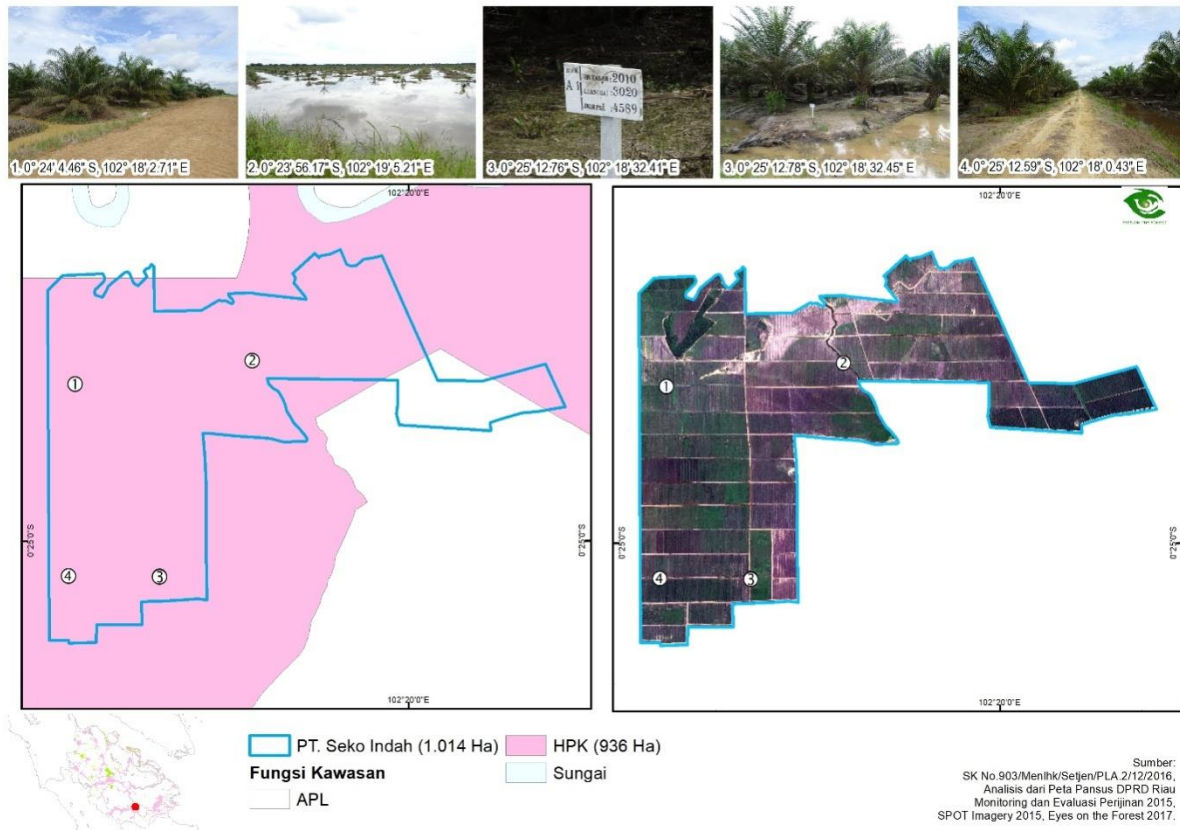 1. 0° 24' 4.46" S, 102° 18' 2.71" E
2. 0° 23' 56.17" S, 102° 19' 5.21" E
2010
A 11
3020
4589
3. 0° 25' 12.76" S, 102° 18' 32.41" E
3. 0° 25' 12.78" S, 102° 18' 32.45" E
4. 0° 25' 12.59" S, 102° 18' 0.43" E
102°20'0"E
102°20'0"E
EYES ON THE FOREST
1
2
3
4
1
2
3
4
0°25'0"S
0°25'0"S
0°25'0"S
0°25'0"S
102°20'0"E
102°20'0"E
PT. Seko Indah (1.014 Ha)
HPK (936 Ha)
Fungsi Kawasan
Sungai
APL
Sumber:
SK No.903/Menlhk/Setjen/PLA.2/12/2016,
Analisis dari Peta Pansus DPRD Riau
Monitoring dan Evaluasi Perijinan 2015,
SPOT Imagery 2015, Eyes on the Forest 2017.